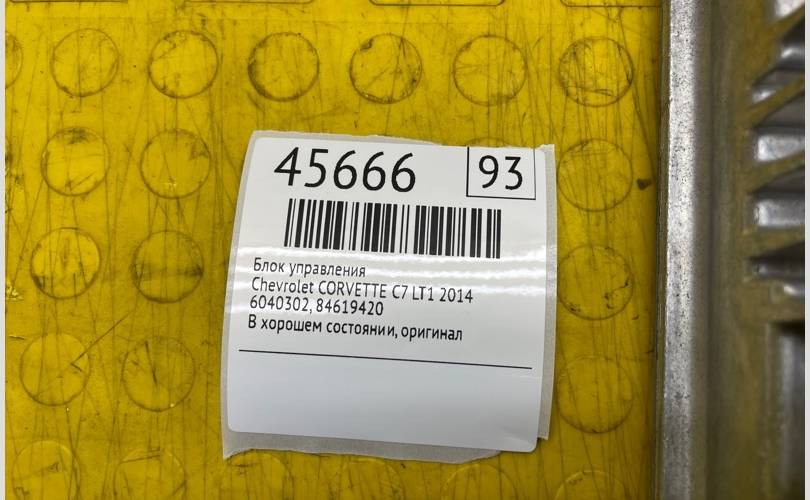 45666
93
Блок управления
Chevrolet CORVETTE C7 LT1 2014
6040302, 84619420
В хорошем состоянии, оригинал